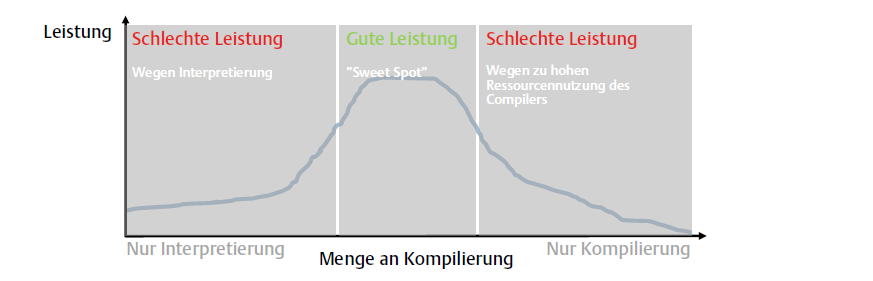 Leistung
Schlechte Leistung
Wegen Interpretierung
Gute Leistung
"Sweet Spot"
Schlechte Leistung
Wegen zu hohen
Ressourcennutzung des
Compilers
Nur Interpretierung
Menge an Kompilierung
Nur Kompilierung